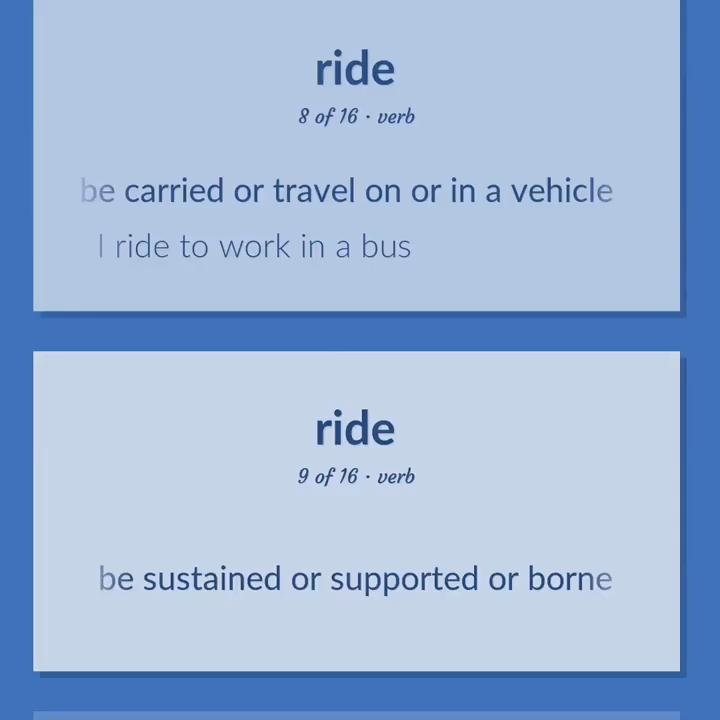 ride
8 of 16 · verb
be carried or travel on or in a vehicle
I ride to work in a bus
ride
9 of 16 · verb
be sustained or supported or borne